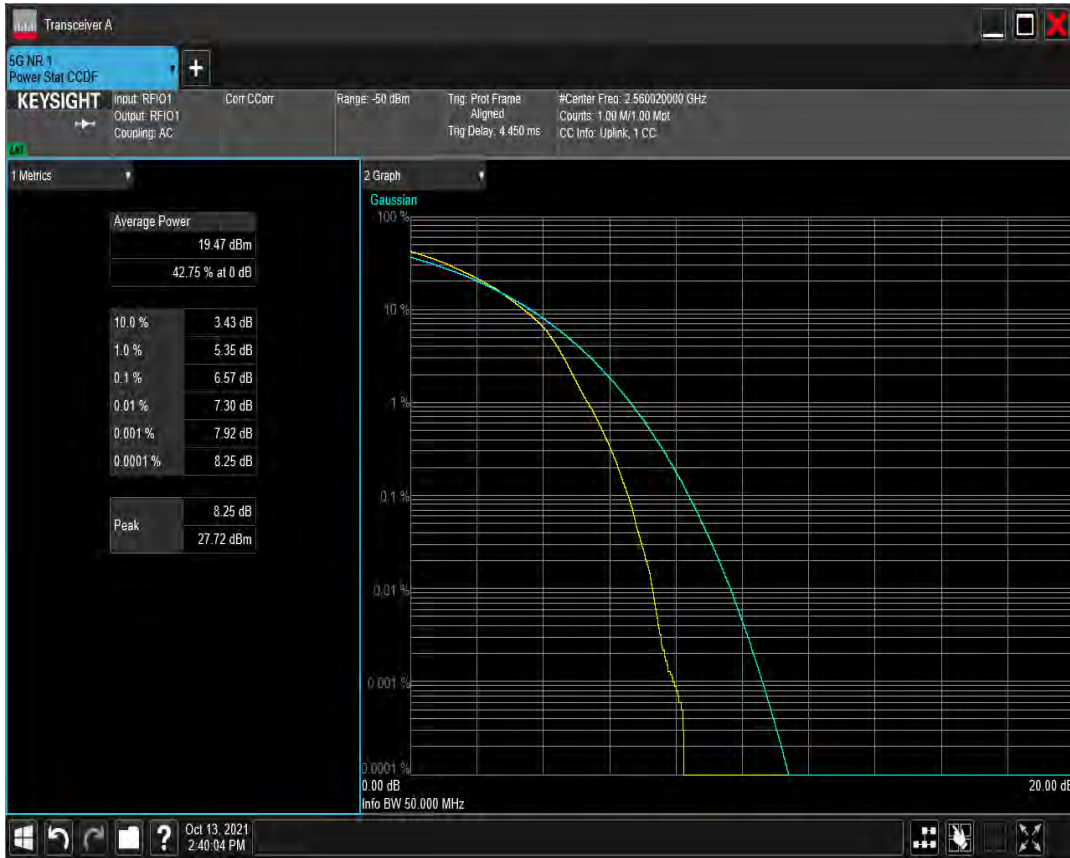 Transceiver A
5G NR 1
Power Stat CCDF
+
KEYSIGHT
Input: RFIO1
Output: RFIO1
Coupling: AC
Corr CCorr
Range: -50 dBm
Trig: Prot Frame
Aligned
Trig Delay: 4.450 ms
#Center Freq: 2.560020000 GHz
Counts: 1.00 M/1.00 Mpt
CC Info: Uplink, 1 CC
1 Metrics
Average Power
19.47 dBm
42.75 % at 0 dB
10.0 % 3.43 dB
1.0 % 5.35 dB
0.1 % 6.57 dB
0.01 % 7.30 dB
0.001 % 7.92 dB
0.0001 % 8.25 dB
Peak
8.25 dB
27.72 dBm
2 Graph
Gaussian
100 %
10 %
1 %
0.1 %
0.01 %
0.001 %
0.0001 %
0.00 dB
20.00 dB
Info BW 50.000 MHz
?
Oct 13, 2021
2:40:04 PM